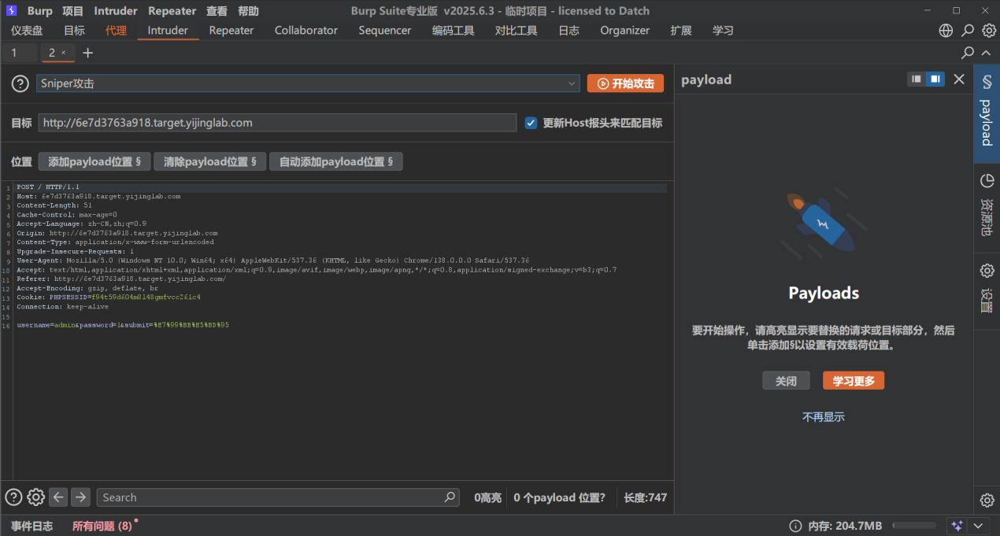 Burp 项目 Intruder Repeater 查看 帮助 Burp Suite专业版 v2025.6.3 - 临时项目 - licensed to Datch
仪表盘 目标 代理 Intruder Repeater Collaborator Sequencer 编码工具 对比工具 日志 Organizer 扩展 学习
1 2 × +
Sniper攻击 开始攻击
目标 http://6e7d3763a918.target.yijinglab.com 更新Host报头来匹配目标
位置 添加payload位置 § 清除payload位置 § 自动添加payload位置 §
1 POST / HTTP/1.1
2 Host: 6e7d3763a918.target.yijinglab.com
3 Content-Length: 51
4 Cache-Control: max-age=0
5 Accept-Language: zh-CN,zh;q=0.9
6 Origin: http://6e7d3763a918.target.yijinglab.com
7 Content-Type: application/x-www-form-urlencoded
8 Upgrade-Insecure-Requests: 1
9 User-Agent: Mozilla/5.0 (Windows NT 10.0; Win64; x64) AppleWebKit/537.36 (KHTML, like Gecko) Chrome/138.0.0.0 Safari/537.36
10 Accept: text/html,application/xhtml+xml,application/xml;q=0.9,image/avif,image/webp,image/apng,*/*;q=0.8,application/signed-exchange;v=b3;q=0.7
11 Referer: http://6e7d3763a918.target.yijinglab.com/
12 Accept-Encoding: gzip, deflate, br
13 Cookie: PHPSESSID=
14 Connection: keep-alive
15
16 username=admin&password=1&submit=%E7%99%BB%E5%BD%95
Search 0高亮 0 个payload 位置? 长度:747
payload
Payloads
要开始操作，请高亮显示要替换的请求或目标部分，然后
单击添加§以设置有效载荷位置。
关闭 学习更多
不再显示
§ payload
资源池
设置
事件日志 所有问题 (8) 内存: 204.7MB